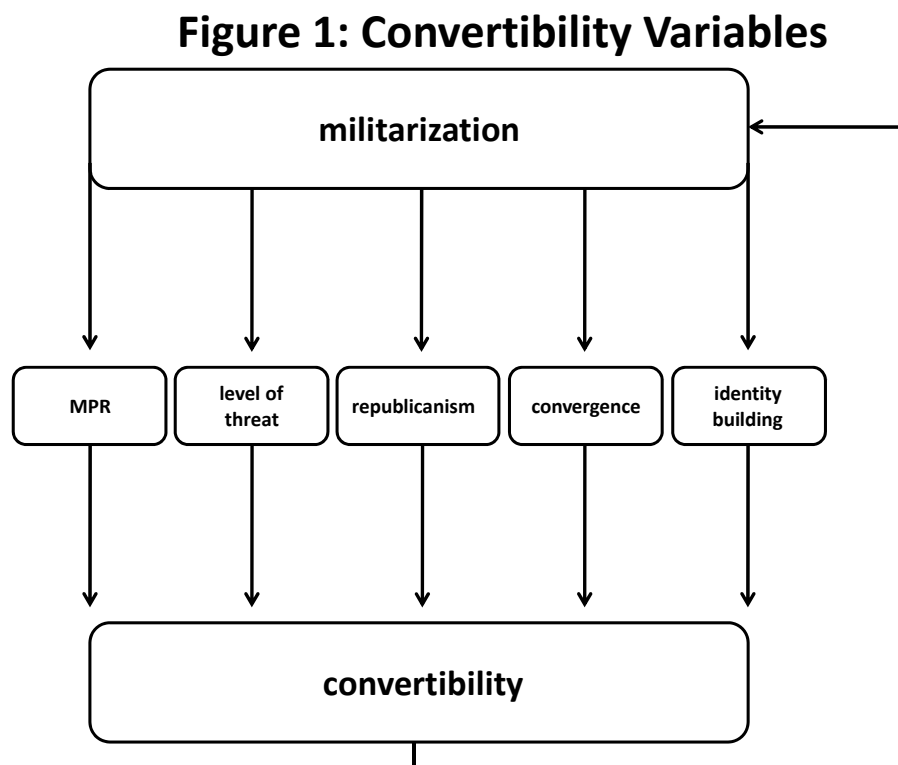 Figure 1: Convertibility Variables
militarization
MPR
level of
threat
republicanism
convergence
identity
building
convertibility